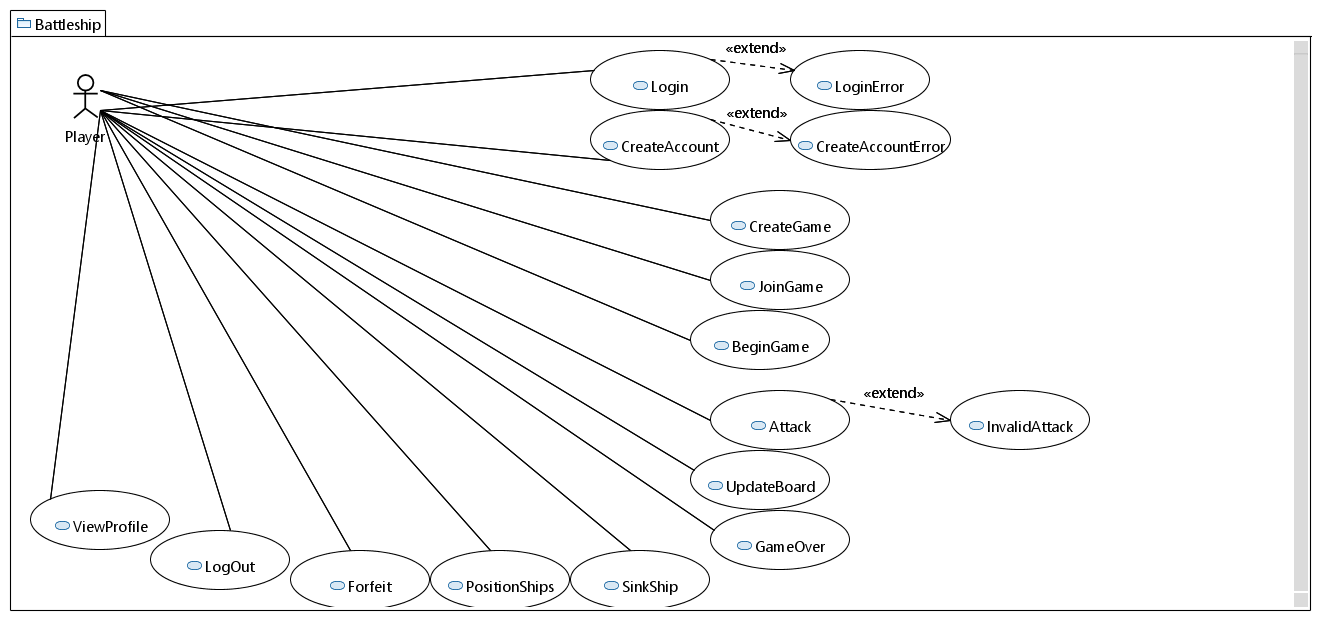 Battleship
«extend»
Login
LoginError
Player
«extend»
CreateAccount
CreateAccountError
CreateGame
JoinGame
BeginGame
«extend»
Attack
InvalidAttack
UpdateBoard
ViewProfile
GameOver
LogOut
Forfeit
PositionShips
SinkShip